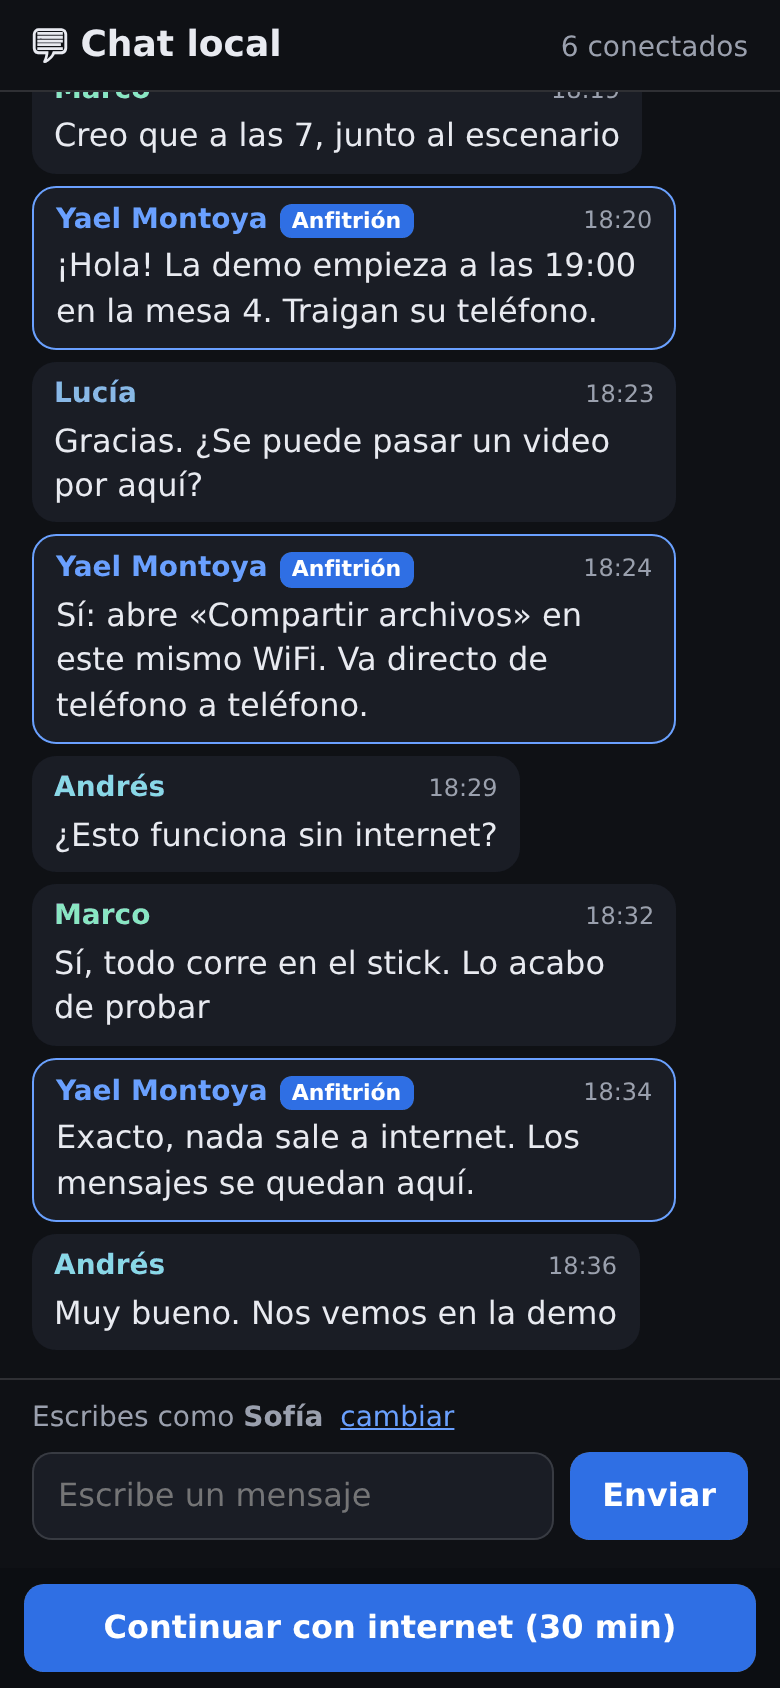 Chat local
6 conectados
Marco 18:19
Creo que a las 7, junto al escenario
Yael Montoya Anfitrión 18:20
¡Hola! La demo empieza a las 19:00
en la mesa 4. Traigan su teléfono.
Lucía 18:23
Gracias. ¿Se puede pasar un video
por aquí?
Yael Montoya Anfitrión 18:24
Sí: abre «Compartir archivos» en
este mismo WiFi. Va directo de
teléfono a teléfono.
Andrés 18:29
¿Esto funciona sin internet?
Marco 18:32
Sí, todo corre en el stick. Lo acabo
de probar
Yael Montoya Anfitrión 18:34
Exacto, nada sale a internet. Los
mensajes se quedan aquí.
Andrés 18:36
Muy bueno. Nos vemos en la demo
Escribes como Sofía cambiar
Escribe un mensaje
Enviar
Continuar con internet (30 min)